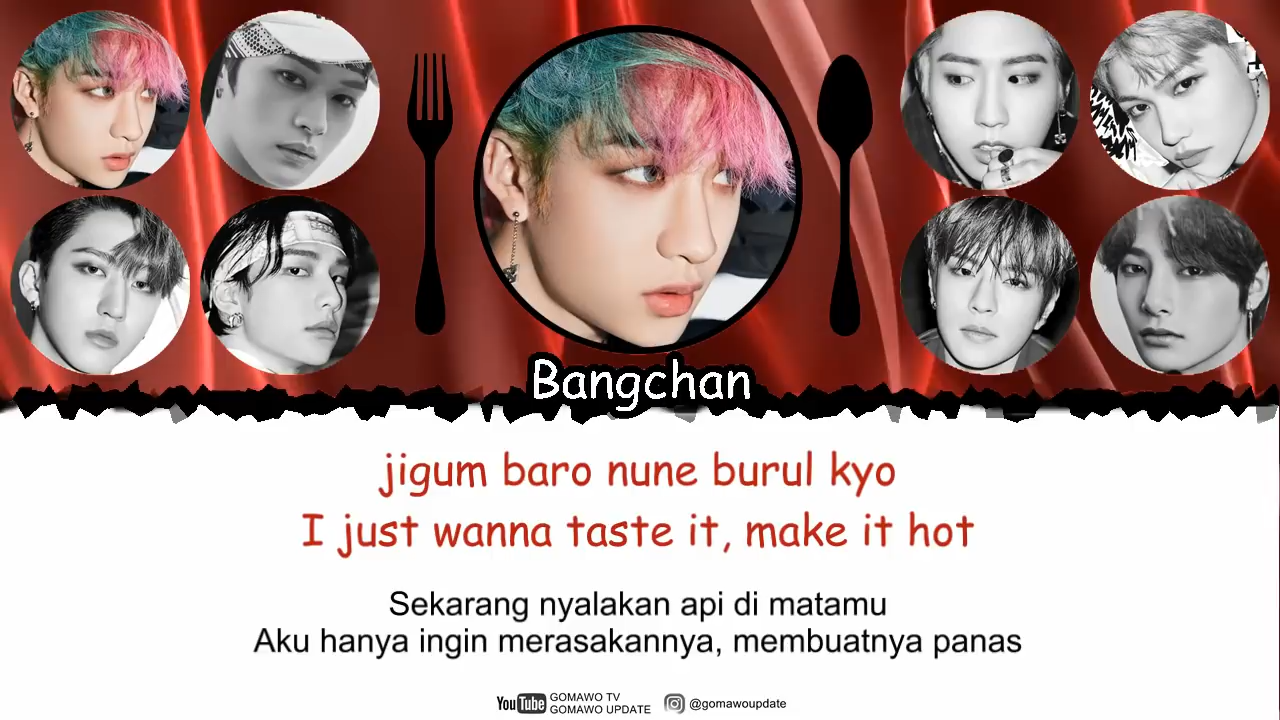 Bangchan
jigum baro nune burul kyo
I just wanna taste it, make it hot
Sekarang nyalakan api di matamu
Aku hanya ingin merasakannya, membuatnya panas
YouTube GOMAWO TV
GOMAWO UPDATE
@gomawoupdate